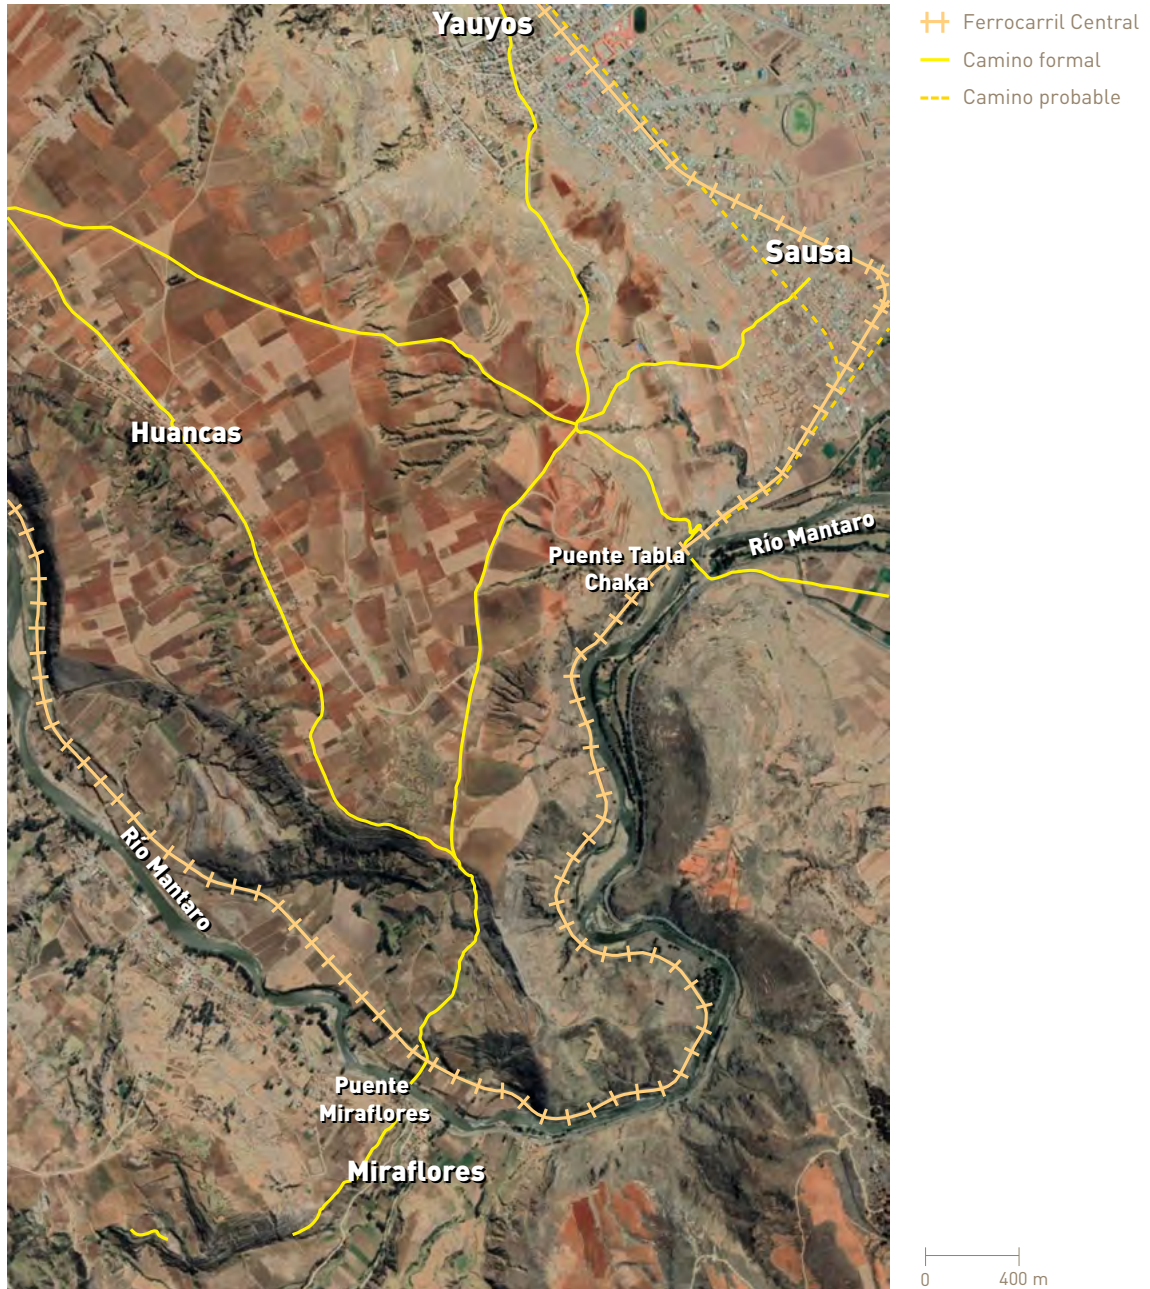 Yauyos
Ferrocarril Central
Camino formal
Camino probable
Sausa
Huancas
Río Mantaro
Puente Tabla
Chaka
Río Mantaro
Puente
Miraflores
Miraflores
0 400 m